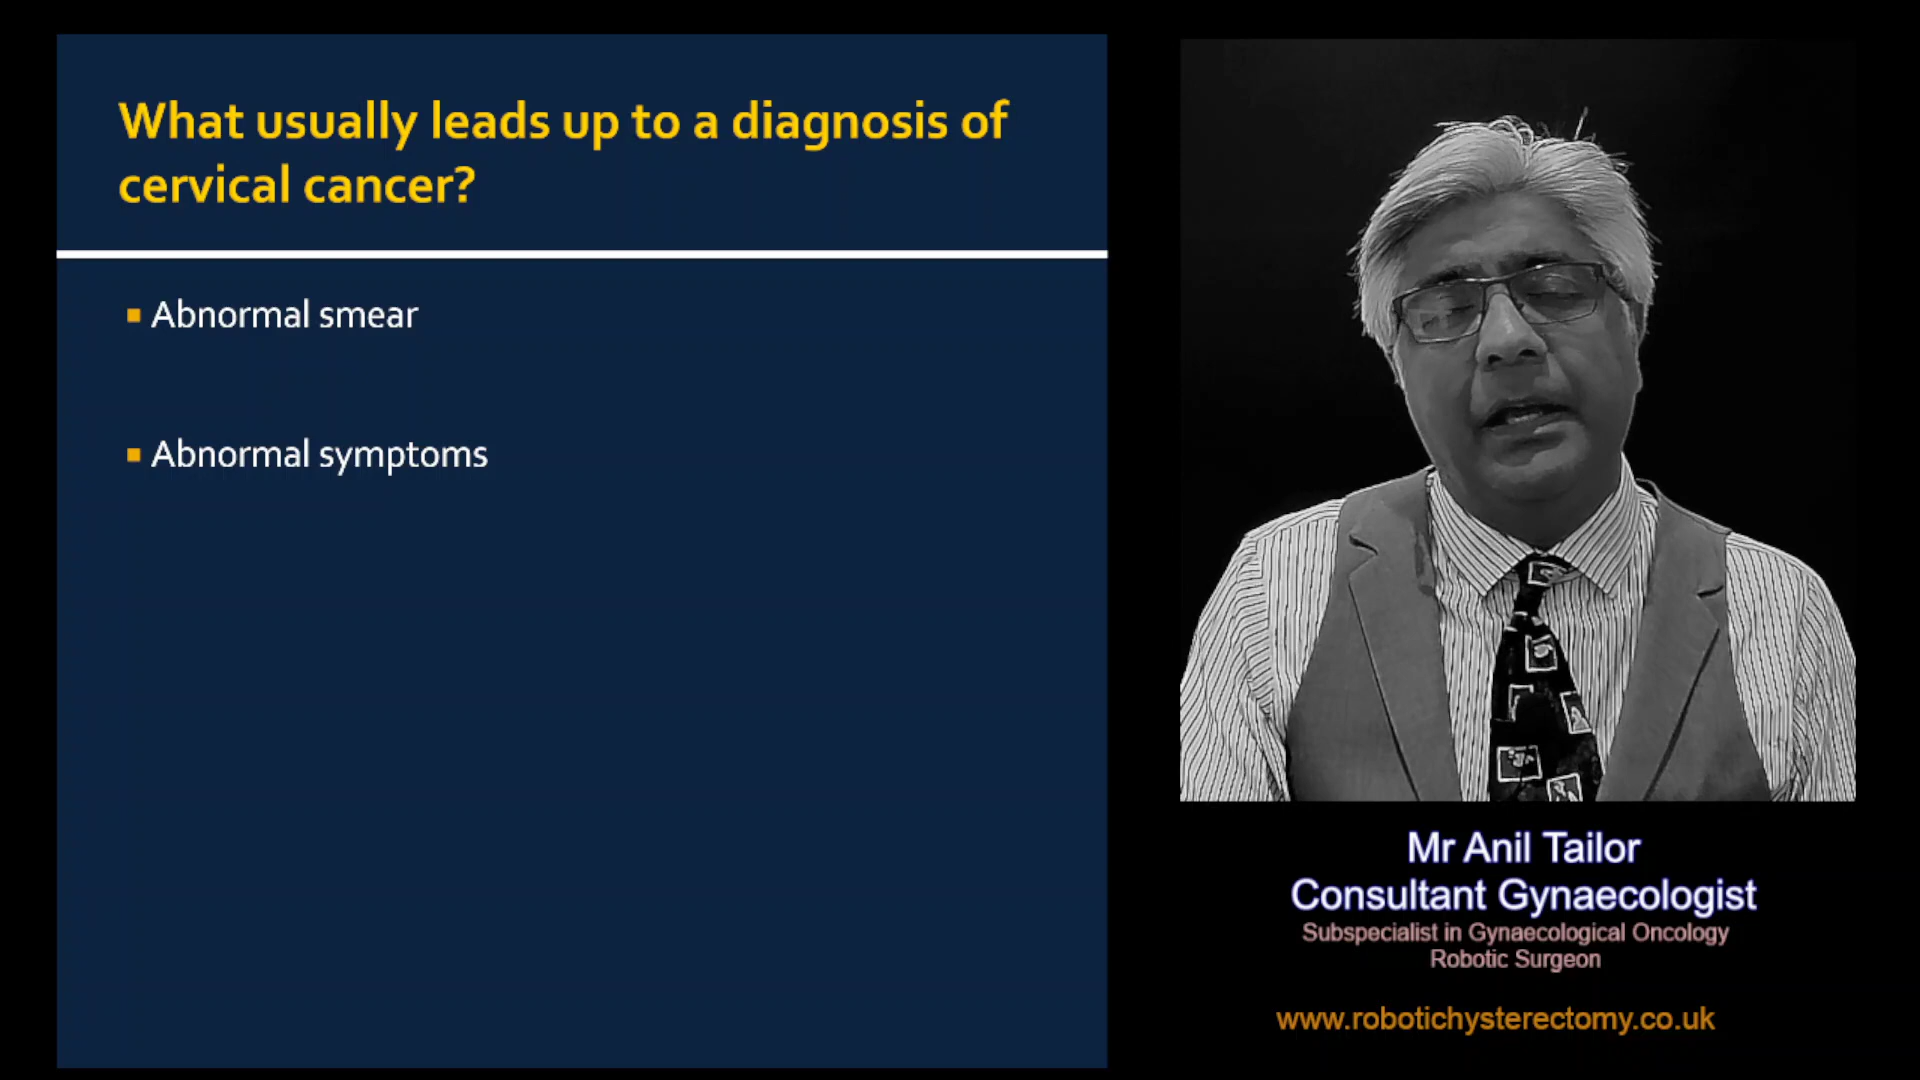 What usually leads up to a diagnosis of
cervical cancer?
Abnormal smear
Abnormal symptoms
Mr Anil Tailor
Consultant Gynaecologist
Subspecialist in Gynaecological Oncology
Robotic Surgeon
www.robotichysterectomy.co.uk